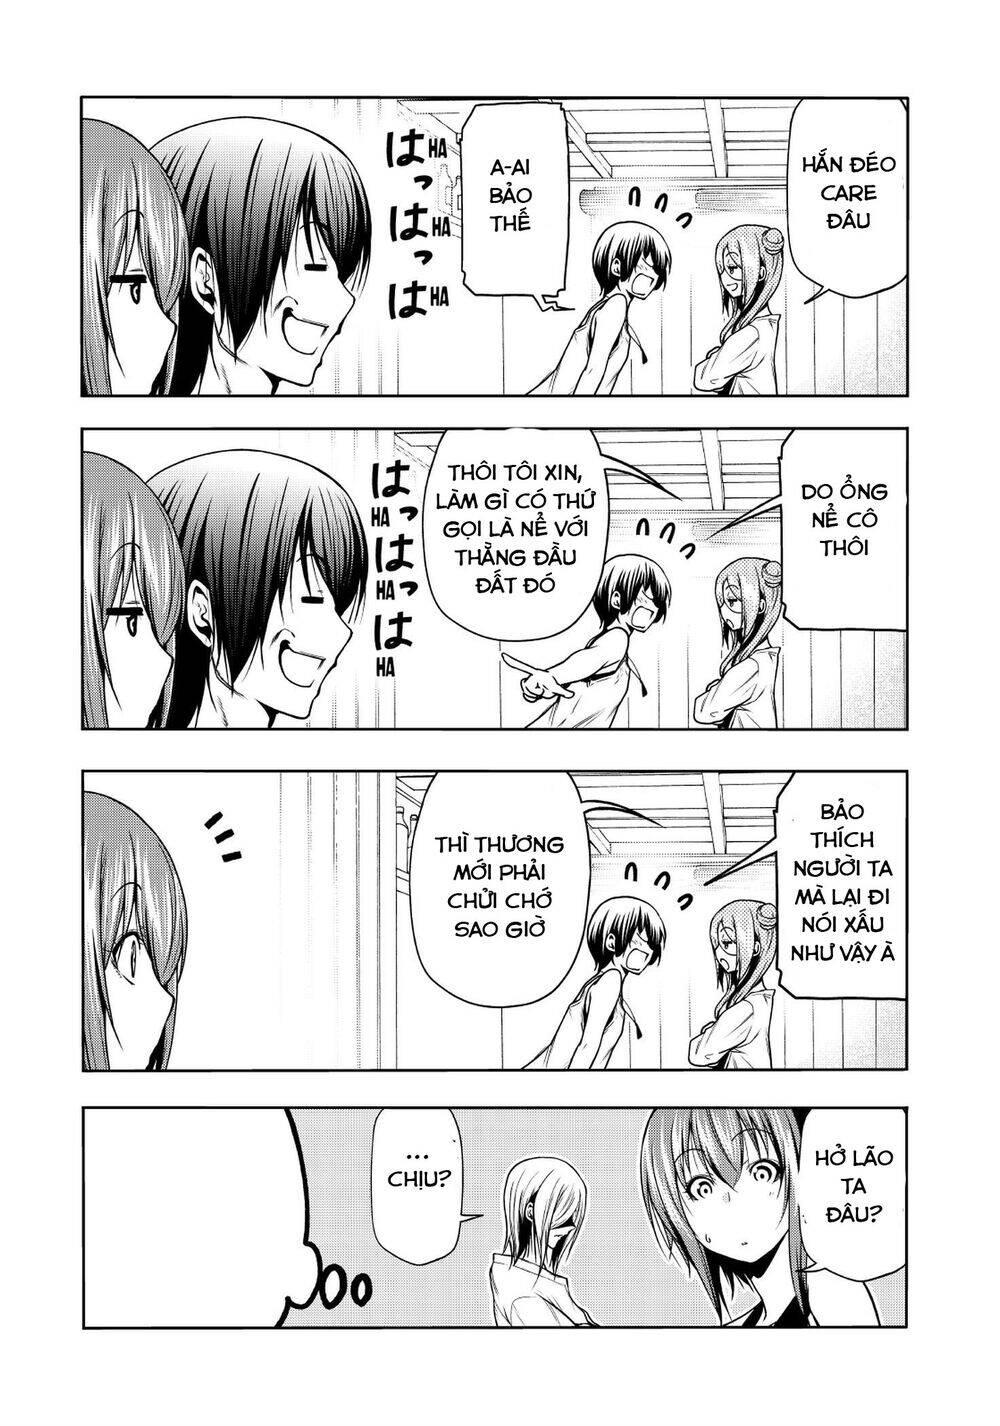 HẮN ĐÉO
CARE
ĐÂU
A-AI
BẢO
THẾ
はっはっは
HA
HA
HA
DO ỔNG
NỂ CÔ
THÔI
THÔI TÔI XIN,
LÀM GÌ CÓ THỨ
GỌI LÀ NỂ VỚI
THẰNG ĐẦU
ĐẤT ĐÓ
はっはっは
HA
HA
HA
BẢO
THÍCH
NGƯỜI TA
MÀ LẠI ĐI
NÓI XẤU
NHƯ VẬY À
THÌ THƯƠNG
MỚI PHẢI
CHỬI CHỚ
SAO GIỜ
HỞ LÃO
TA
ĐÂU?
...
CHỊU?